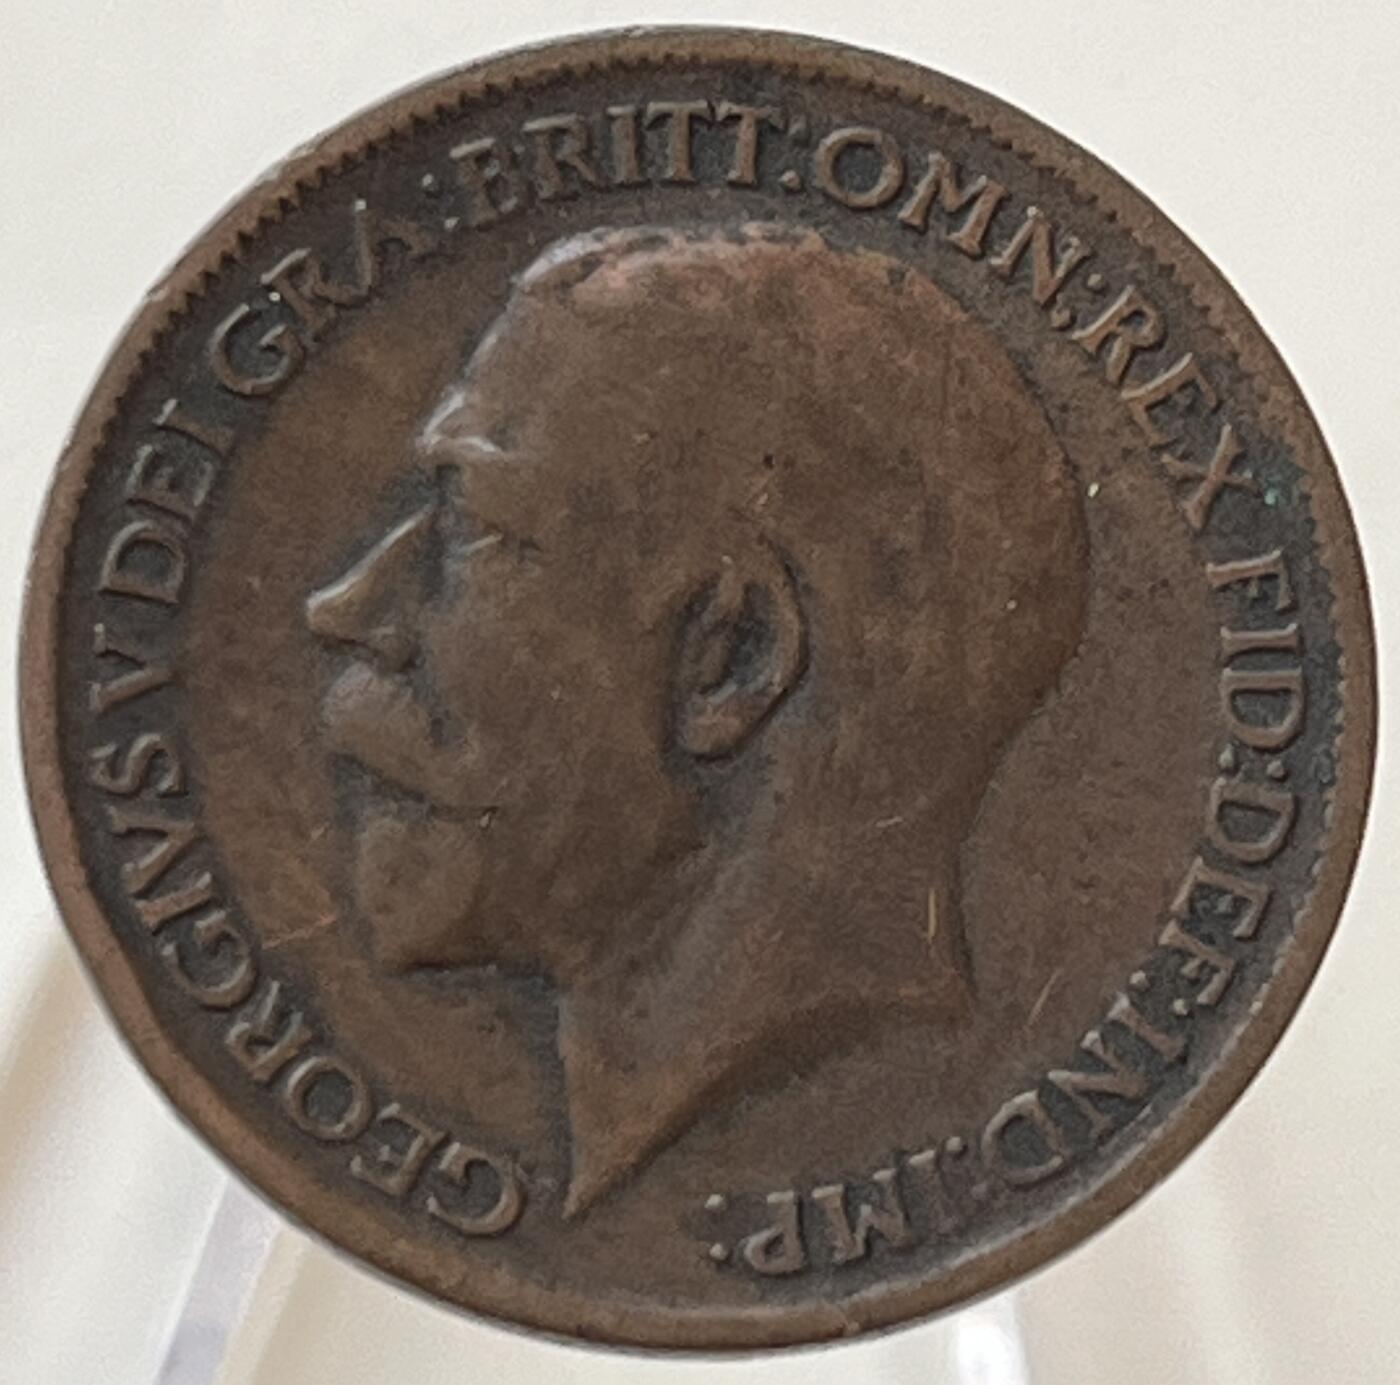 GEORGIVS V DEI GRA:BRITT:OMN:REX FID:DEF:IND:IMP: